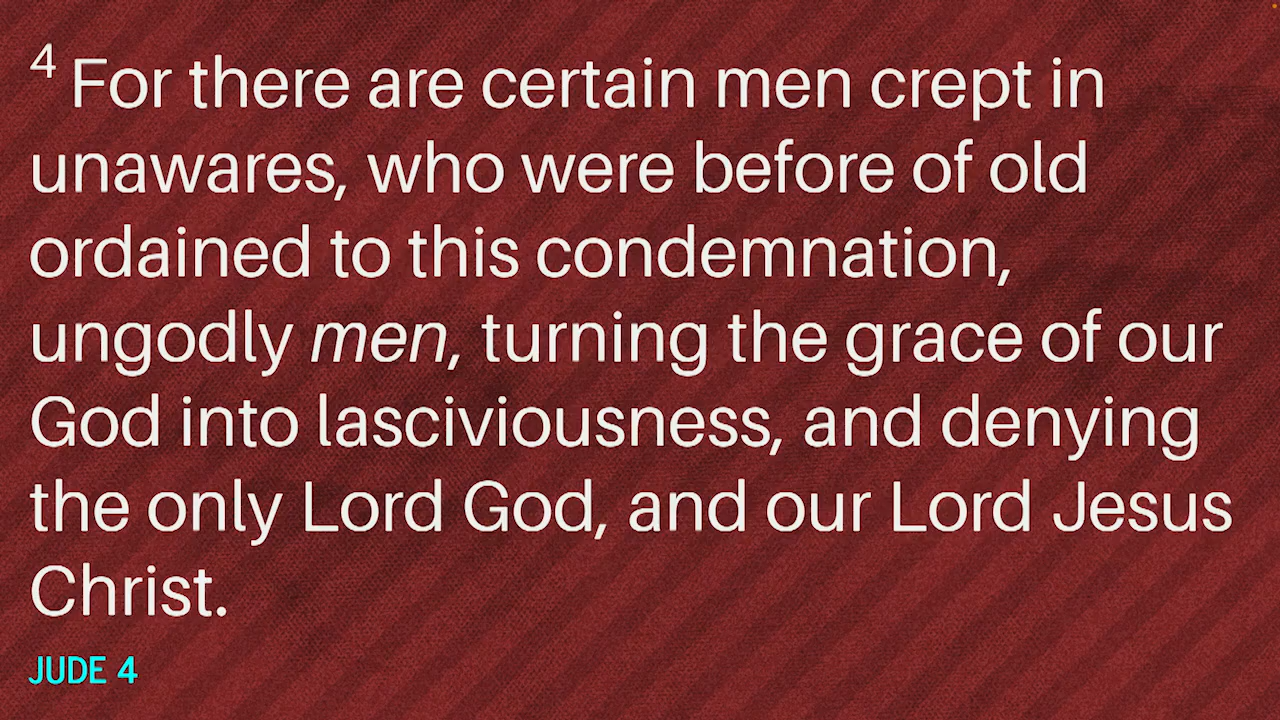 4 For there are certain men crept in
unawares, who were before of old
ordained to this condemnation,
ungodly men, turning the grace of our
God into lasciviousness, and denying
the only Lord God, and our Lord Jesus
Christ.
JUDE 4